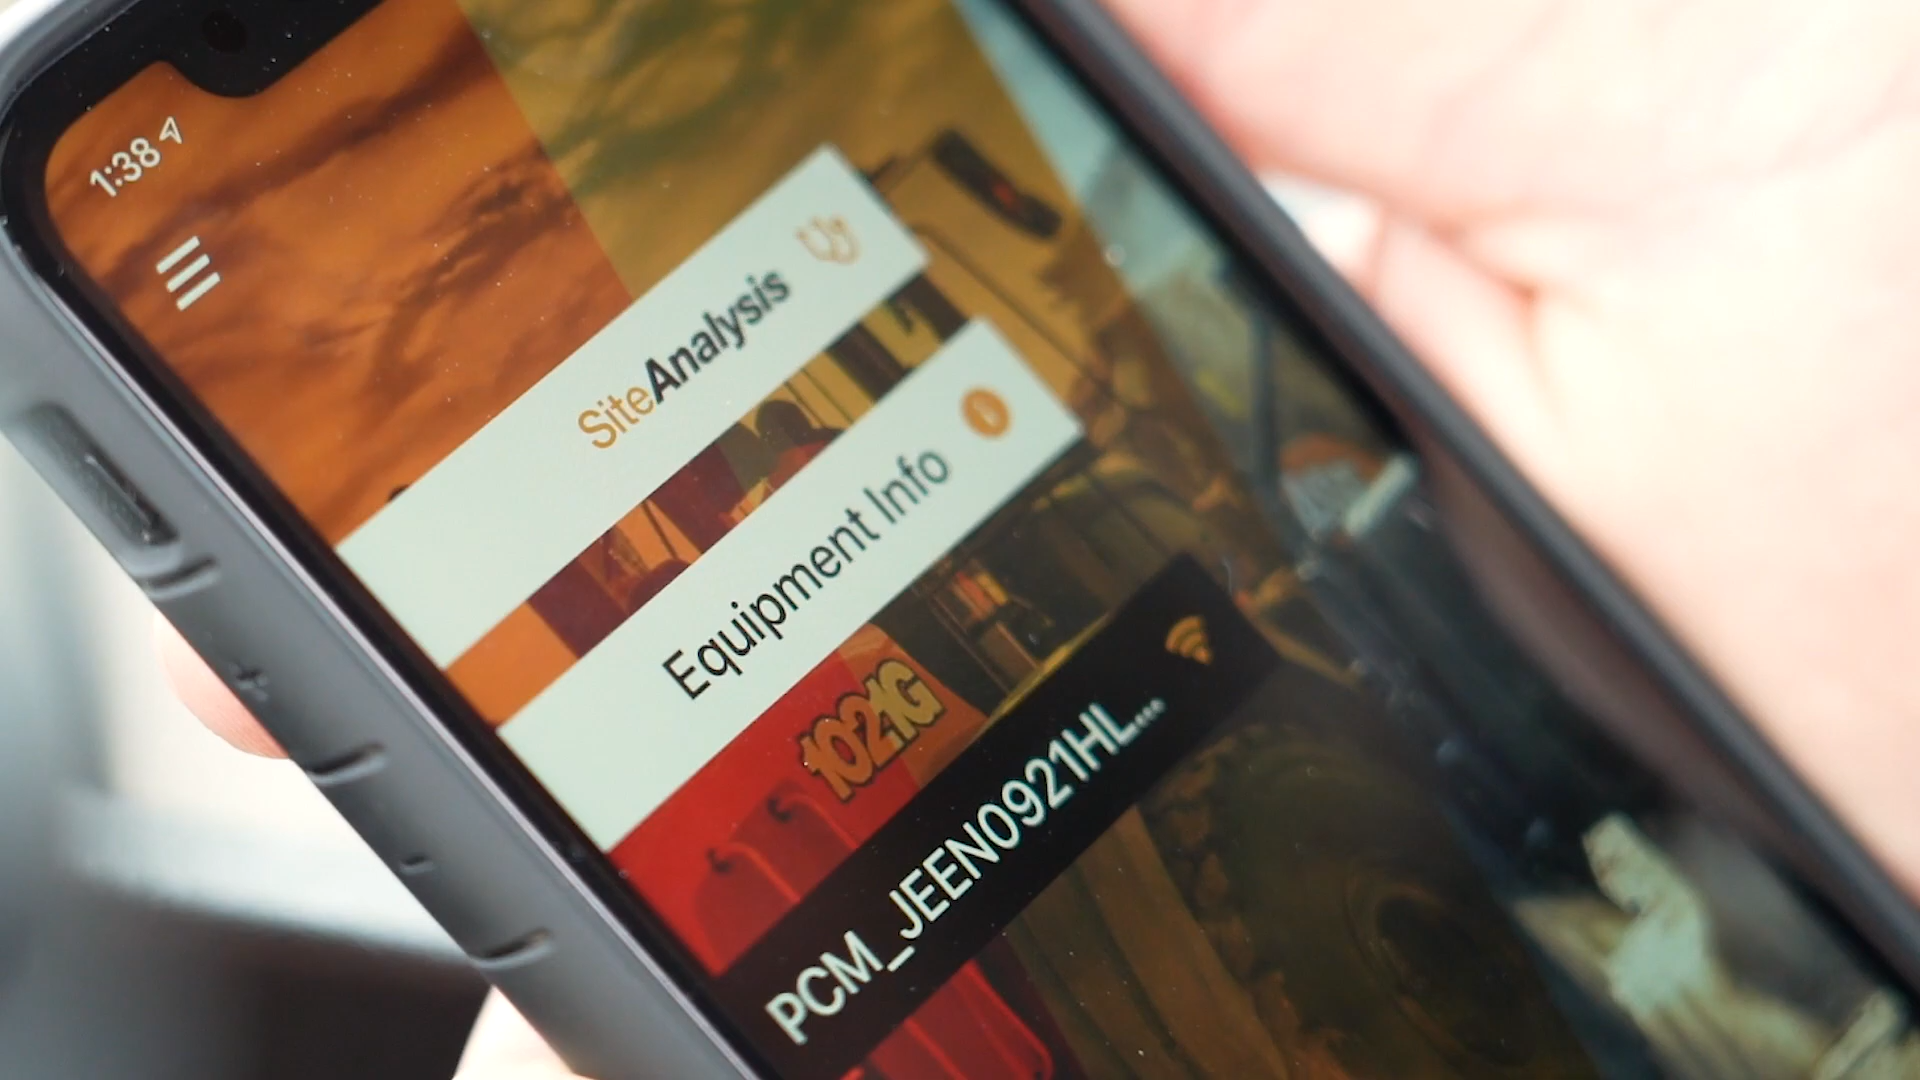 1:38
SiteAnalysis
Equipment Info
1021G
PCM_JEEN0921HL....